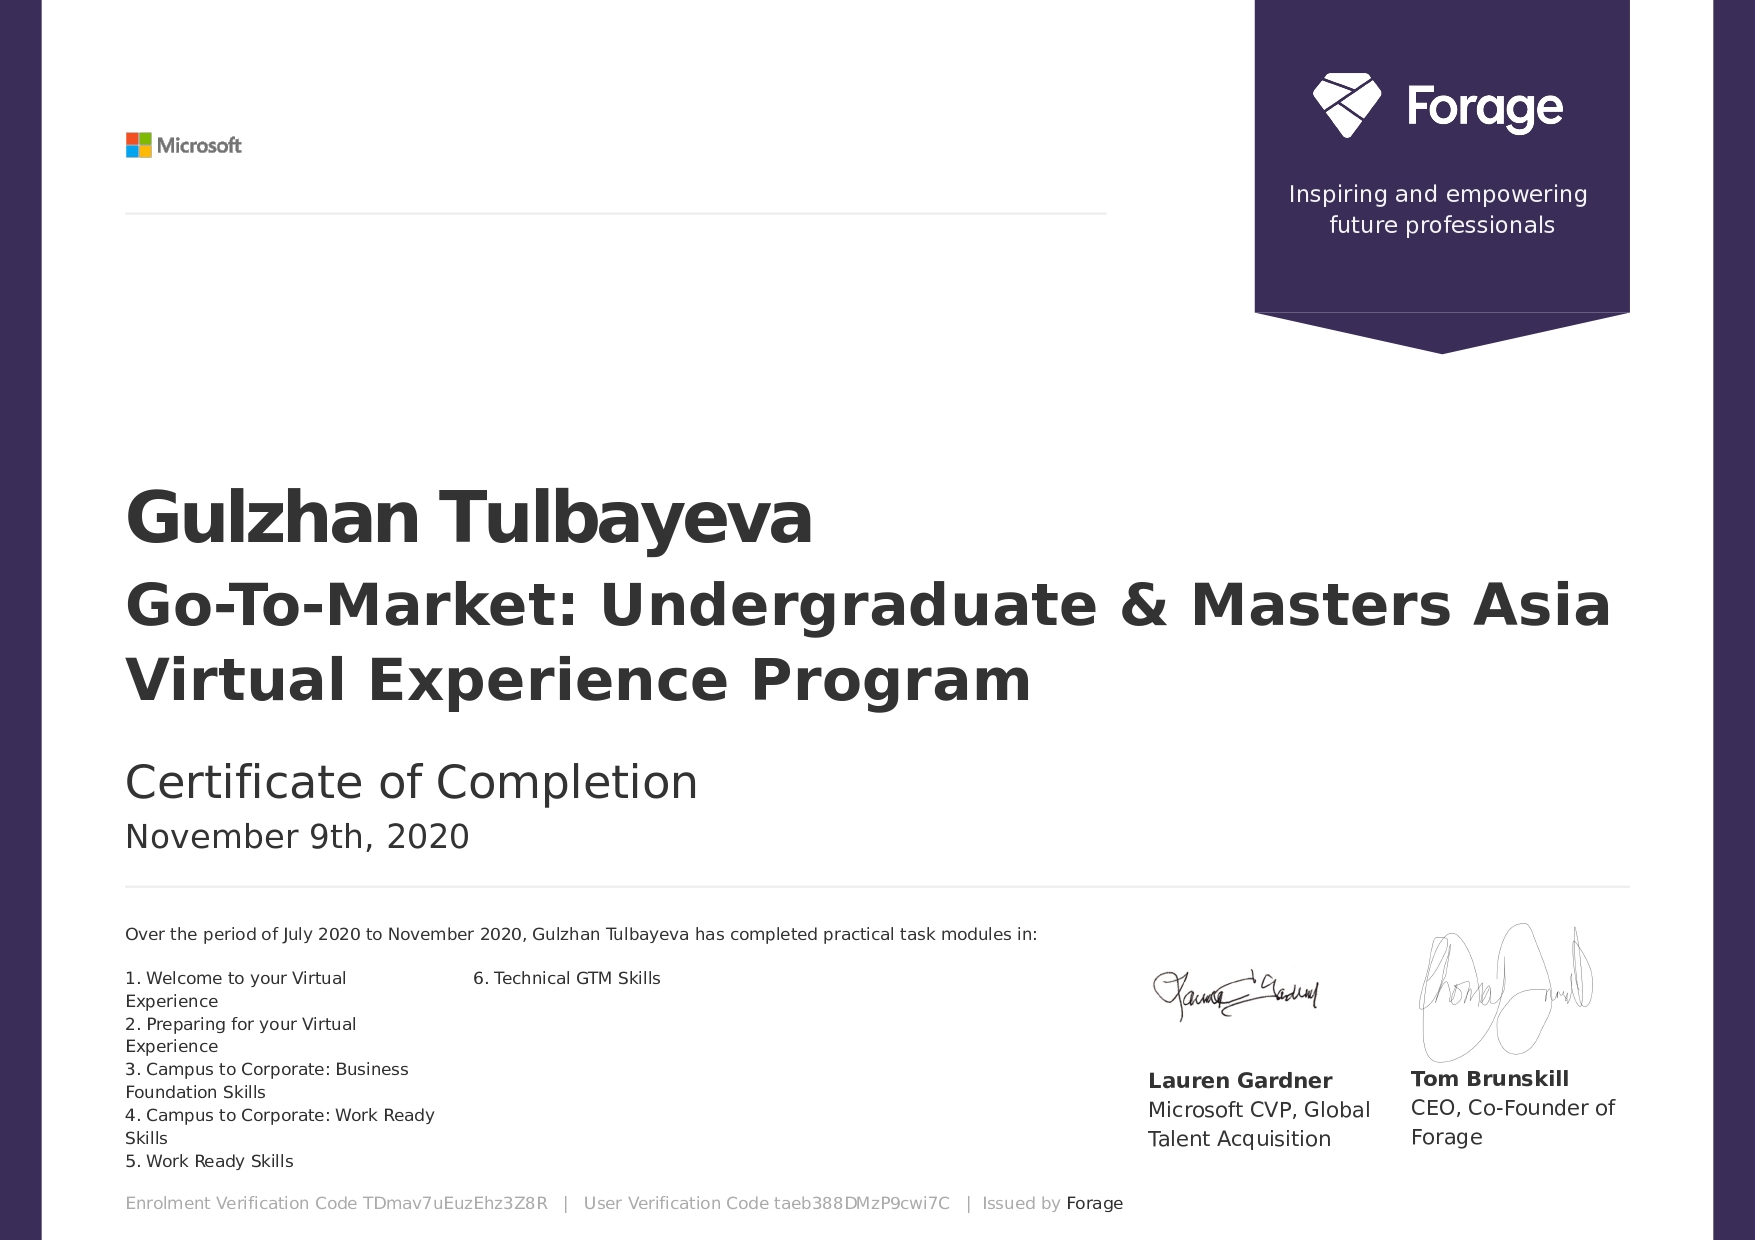 Microsoft
Forage
Inspiring and empowering
future professionals
Gulzhan Tulbayeva
Go-To-Market: Undergraduate & Masters Asia
Virtual Experience Program
Certificate of Completion
November 9th, 2020
Over the period of July 2020 to November 2020, Gulzhan Tulbayeva has completed practical task modules in:
1. Welcome to your Virtual
Experience
2. Preparing for your Virtual
Experience
3. Campus to Corporate: Business
Foundation Skills
4. Campus to Corporate: Work Ready
Skills
5. Work Ready Skills
6. Technical GTM Skills
Lauren Gardner
Microsoft CVP, Global
Talent Acquisition
Tom Brunskill
CEO, Co-Founder of
Forage
Enrolment Verification Code TDmav7uEuzEhz3Z8R | User Verification Code taeb388DMzP9cwi7C | Issued by Forage